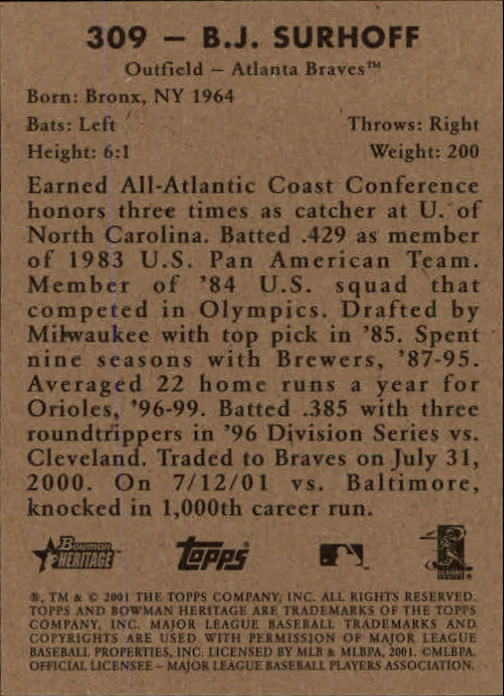 309 – B.J. SURHOFF
Outfield – Atlanta Braves™
Born: Bronx, NY 1964
Bats: Left Throws: Right
Height: 6:1 Weight: 200
Earned All-Atlantic Coast Conference
honors three times as catcher at U. of
North Carolina. Batted .429 as member
of 1983 U.S. Pan American Team.
Member of '84 U.S. squad that
competed in Olympics. Drafted by
Milwaukee with top pick in '85. Spent
nine seasons with Brewers, '87-95.
Averaged 22 home runs a year for
Orioles, '96-99. Batted .385 with three
roundtrippers in '96 Division Series vs.
Cleveland. Traded to Braves on July 31,
2000. On 7/12/01 vs. Baltimore,
knocked in 1,000th career run.
Bowman
HERITAGE
Topps
®, TM & © 2001 THE TOPPS COMPANY, INC. ALL RIGHTS RESERVED.
TOPPS AND BOWMAN HERITAGE ARE TRADEMARKS OF THE TOPPS
COMPANY, INC. MAJOR LEAGUE BASEBALL TRADEMARKS AND
COPYRIGHTS ARE USED WITH PERMISSION OF MAJOR LEAGUE
BASEBALL PROPERTIES, INC. LICENSED BY MLB & MLBPA, 2001. ©MLBPA.
OFFICIAL LICENSEE – MAJOR LEAGUE BASEBALL PLAYERS ASSOCIATION.